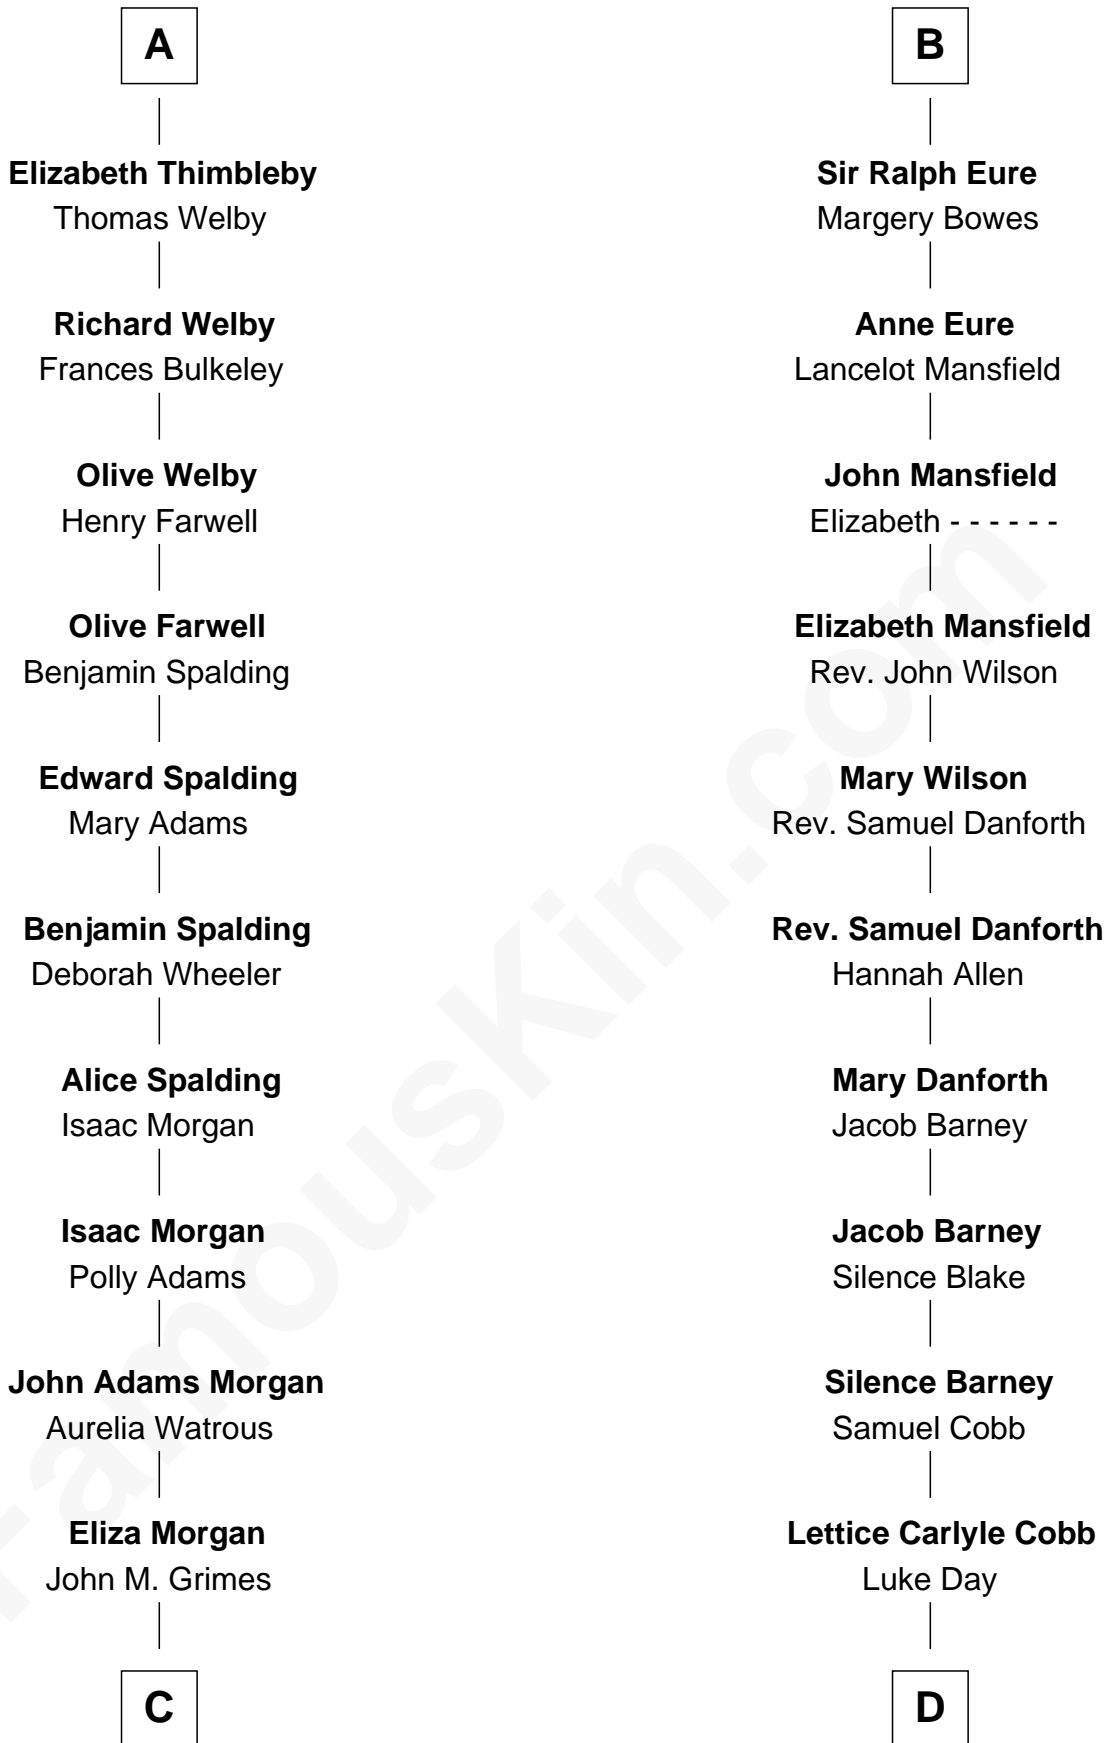 A
Elizabeth Thimbleby
Thomas Welby
Richard Welby
Frances Bulkeley
Olive Welby
Henry Farwell
Olive Farwell
Benjamin Spalding
Edward Spalding
Mary Adams
Benjamin Spalding
Deborah Wheeler
Alice Spalding
Isaac Morgan
Isaac Morgan
Polly Adams
John Adams Morgan
Aurelia Watrous
Eliza Morgan
John M. Grimes
C
B
Sir Ralph Eure
Margery Bowes
Anne Eure
Lancelot Mansfield
John Mansfield
Elizabeth - - - - - -
Elizabeth Mansfield
Rev. John Wilson
Mary Wilson
Rev. Samuel Danforth
Rev. Samuel Danforth
Hannah Allen
Mary Danforth
Jacob Barney
Jacob Barney
Silence Blake
Silence Barney
Samuel Cobb
Lettice Carlyle Cobb
Luke Day
D
FamousKin.com